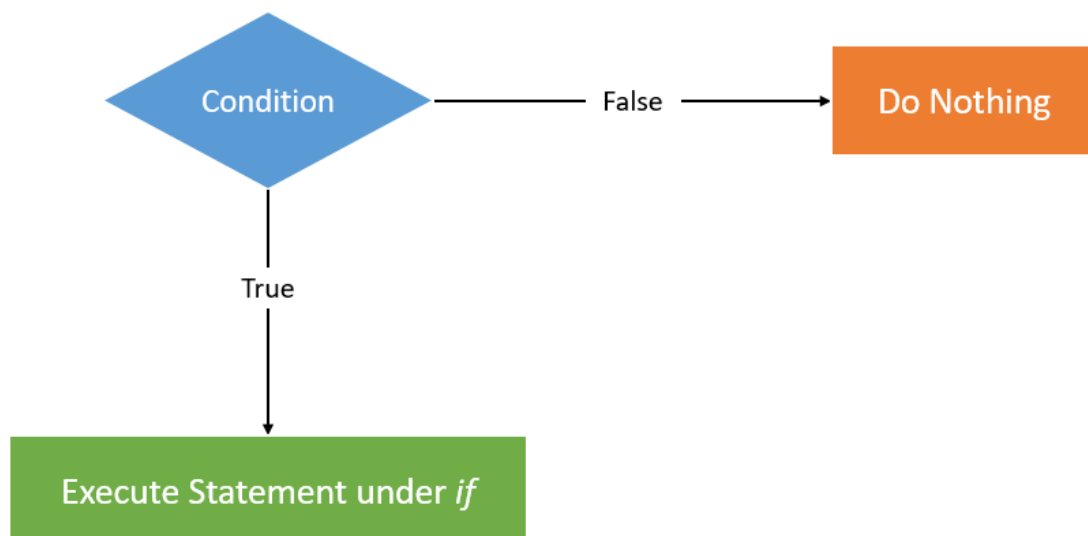 Condition
False
Do Nothing
True
Execute Statement under if